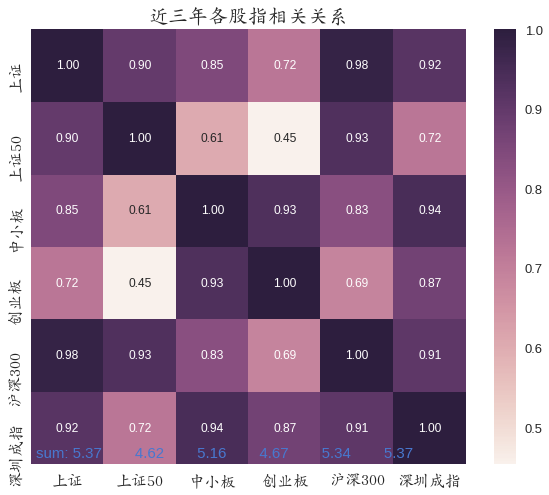 近三年各股指相关关系
上证 1.00 0.90 0.85 0.72 0.98 0.92
上证50 0.90 1.00 0.61 0.45 0.93 0.72
中小板 0.85 0.61 1.00 0.93 0.83 0.94
创业板 0.72 0.45 0.93 1.00 0.69 0.87
沪深300 0.98 0.93 0.83 0.69 1.00 0.91
深圳成指 0.92 0.72 0.94 0.87 0.91 1.00
sum: 5.37 4.62 5.16 4.67 5.34 5.37
上证 上证50 中小板 创业板 沪深300 深圳成指
1.0
0.9
0.8
0.7
0.6
0.5